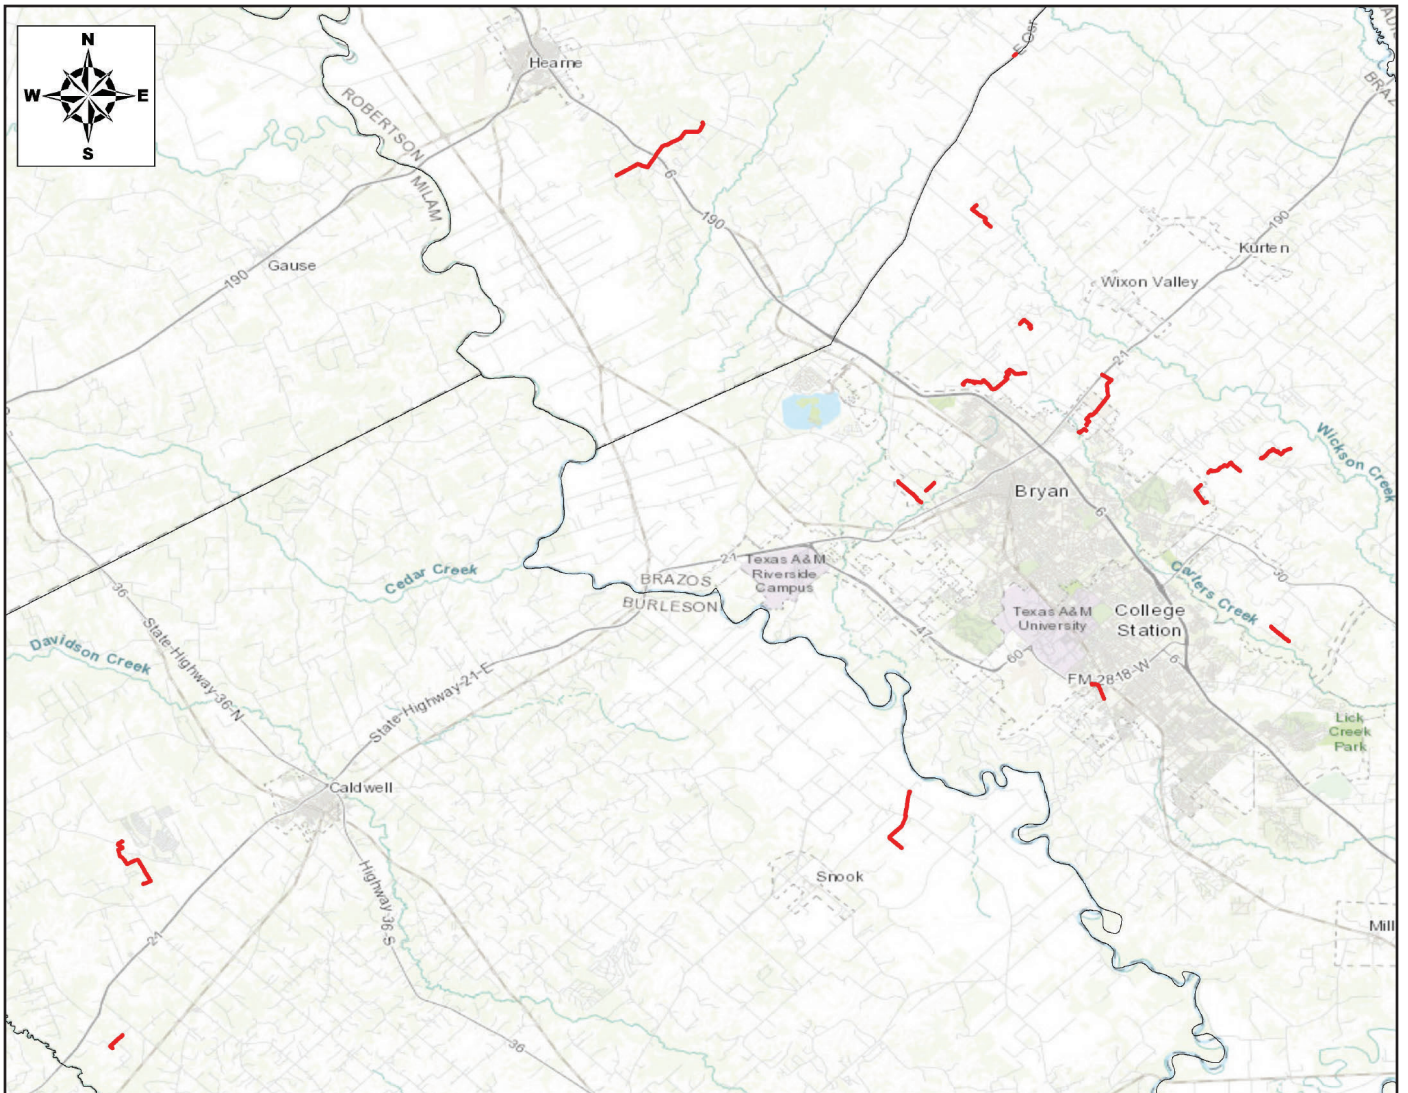 N
W
E
S
Hearne
ROBERTSON
MILAM
6
190
190
Gause
190
Kurten
Wixon Valley
21
Wickson Creek
Bryan
6
Cedar Creek
21
Texas A&M
Riverside
Campus
BRAZOS
BURLESON
30
Carters Creek
College
Station
Texas A&M
University
47
60
FM 2818-W
6
36
State-Highway-36-N
Davidson Creek
State-Highway-21-E
Lick
Creek
Park
Caldwell
Highway-36-S
Snook
21
Mill
36